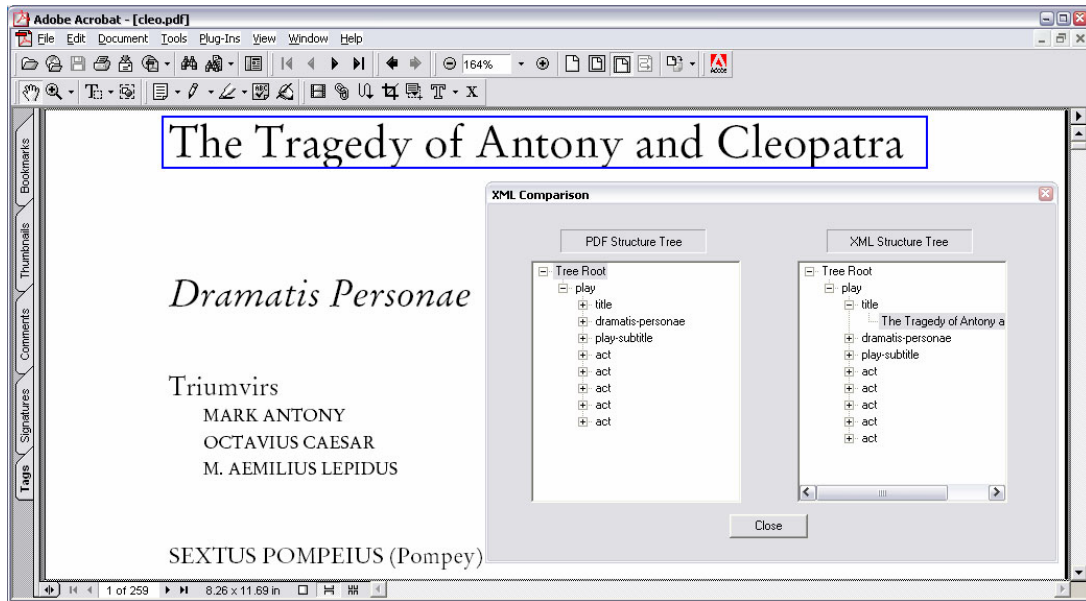 Adobe Acrobat - [cleo.pdf]
File Edit Document Tools Plug-Ins View Window Help
164%
Adobe
T T X
Bookmarks
Thumbnails
Comments
Signatures
Tags
The Tragedy of Antony and Cleopatra
Dramatis Personae
Triumvirs
MARK ANTONY
OCTAVIUS CAESAR
M. AEMILIUS LEPIDUS
SEXTUS POMPEIUS (Pompey)
XML Comparison
PDF Structure Tree
Tree Root
play
title
dramatis-personae
play-subtitle
act
act
act
act
act
XML Structure Tree
Tree Root
play
title
The Tragedy of Antony a
dramatis-personae
play-subtitle
act
act
act
act
act
Close
1 of 259 8.26 x 11.69 in